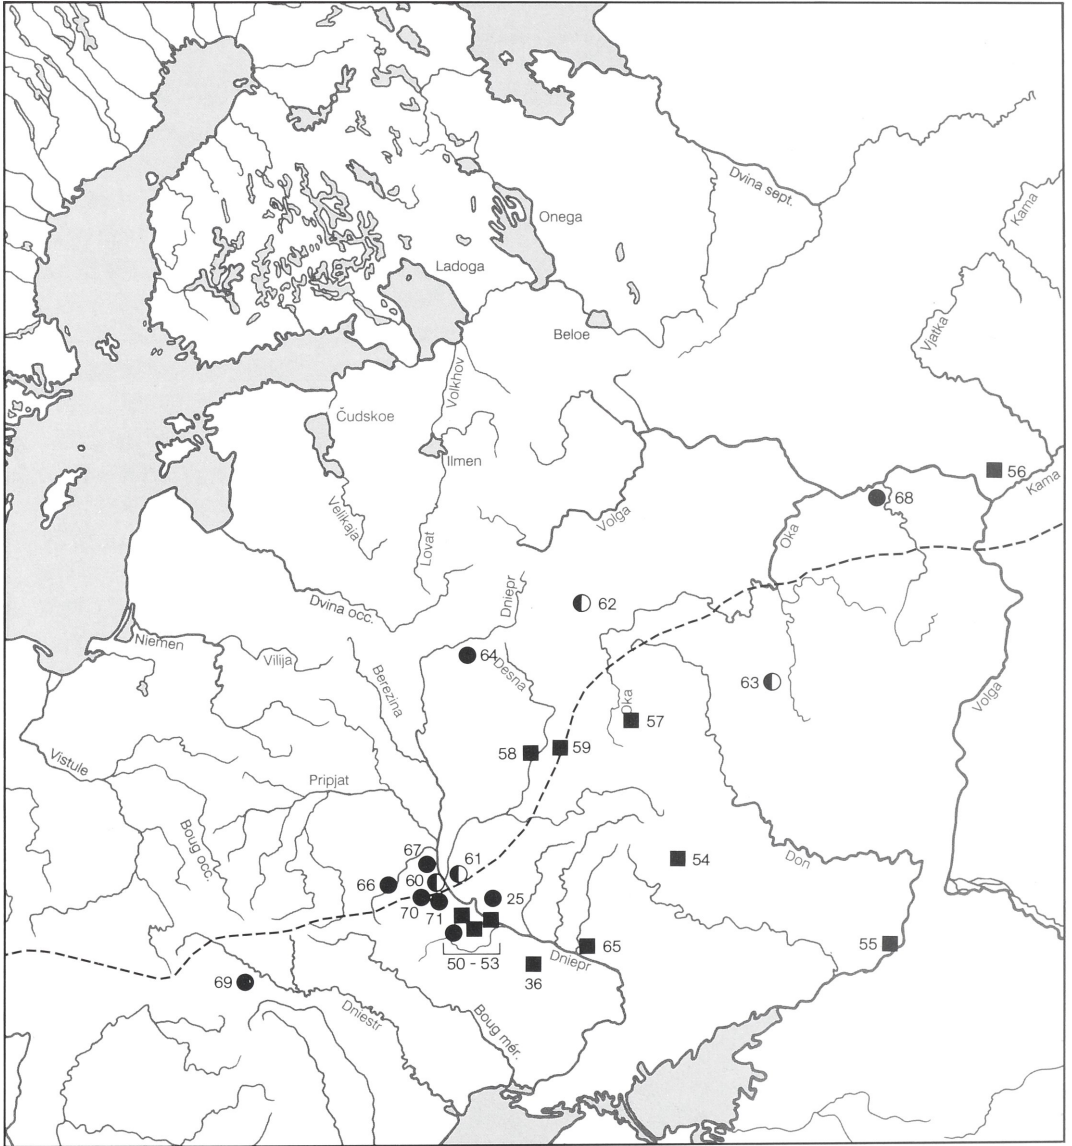 Dvina sept.
Kama
Onega
Ladoga
Beloe
Vjatka
Volkhov
Čudskoe
Ilmen
56
Kama
68
Velikaja
Lovat
Volga
Oka
Dniepr
62
Dvina occ.
Niemen
Vilija
64
Desna
Berezina
63
Oka
57
Volga
58
59
Vistule
Pripjat
Boug occ.
67
61
54
Don
66
60
25
70
71
65
55
50 - 53
Dniepr
36
69
Dniestr
Boug mér.